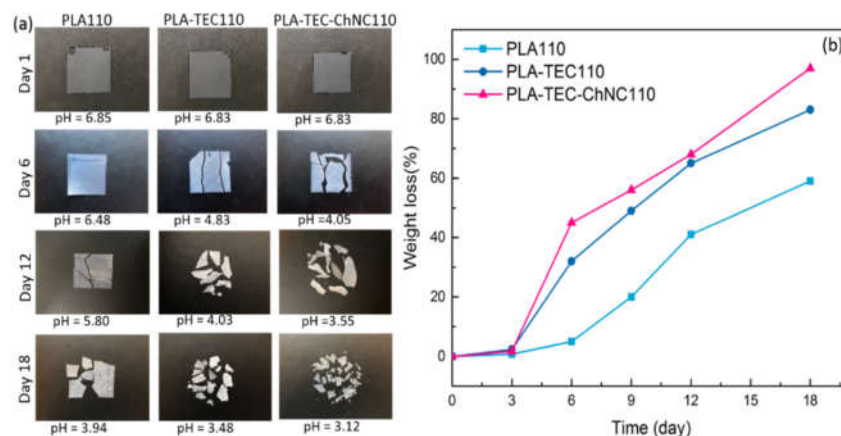 (a)
PLA110 PLA-TEC110 PLA-TEC-ChNC110
Day 1
pH = 6.85 pH = 6.83 pH = 6.83
Day 6
pH = 6.48 pH = 4.83 pH =4.05
Day 12
pH = 5.80 pH = 4.03 pH =3.55
Day 18
pH = 3.94 pH = 3.48 pH = 3.12
(b)
PLA110
PLA-TEC110
PLA-TEC-ChNC110
Weight loss(%)
100
80
60
40
20
0
0 3 6 9 12 15 18
Time (day)